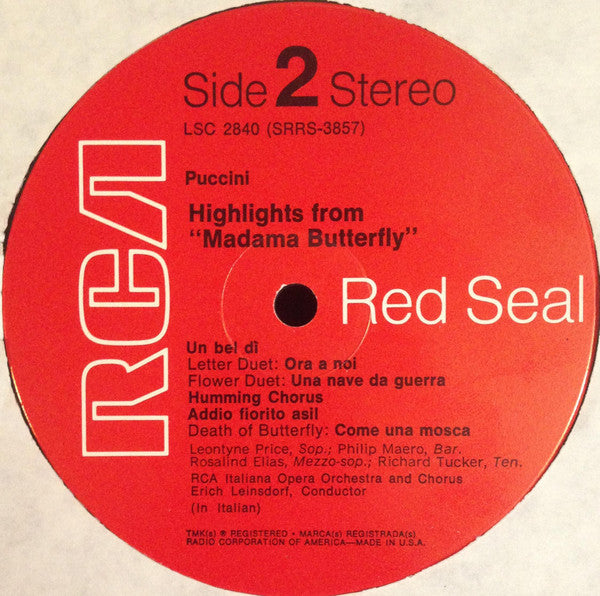 Side 2 Stereo
LSC 2840 (SRRS-3857)
Puccini
Highlights from
"Madama Butterfly"
RCA
Red Seal
Un bel dì
Letter Duet: Ora a noi
Flower Duet: Una nave da guerra
Humming Chorus
Addio fiorito asil
Death of Butterfly: Come una mosca
Leontyne Price, Sop.; Philip Maero, Bar.
Rosalind Elias, Mezzo-sop.; Richard Tucker, Ten.
RCA Italiana Opera Orchestra and Chorus
Erich Leinsdorf, Conductor
(In Italian)
TMK(s) ® REGISTERED • MARCA(s) REGISTRADA(s)
RADIO CORPORATION OF AMERICA—MADE IN U.S.A.